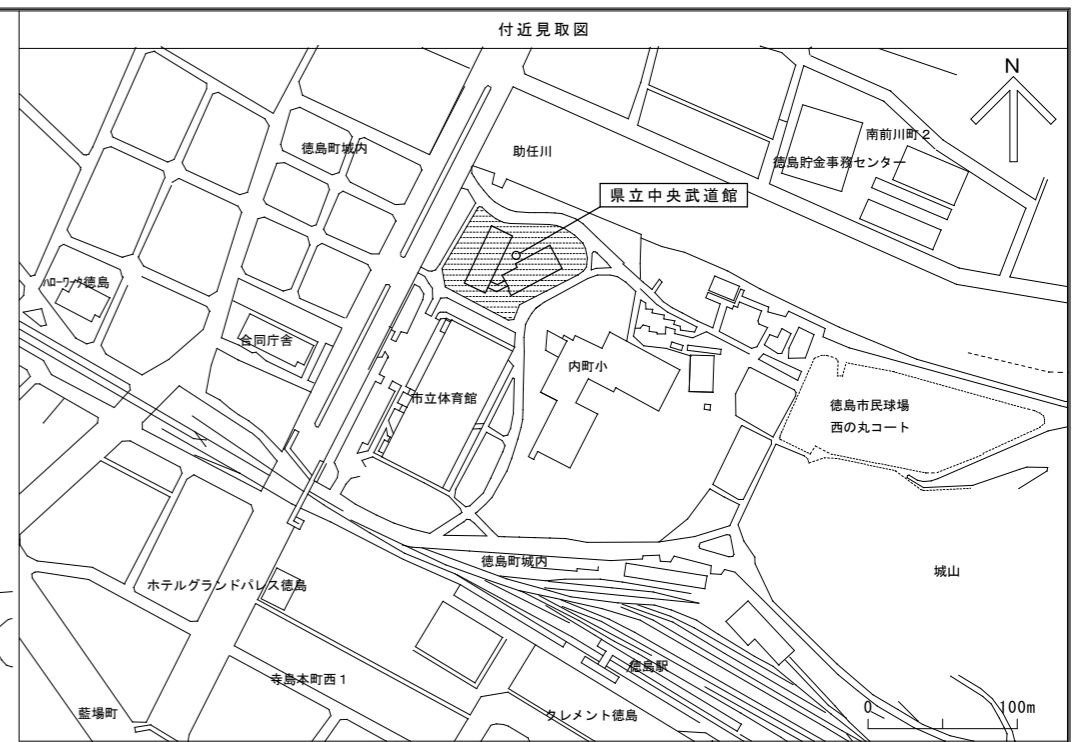 付近見取図
N
南前川町2
徳島町城内
助任川
徳島貯金事務センター
県立中央武道館
ハローワーク徳島
合同庁舎
内町小
市立体育館
徳島市民球場
西の丸コート
徳島町城内
城山
ホテルグランドパレス徳島
徳島駅
寺島本町西1
藍場町
クレメント徳島
0
100m